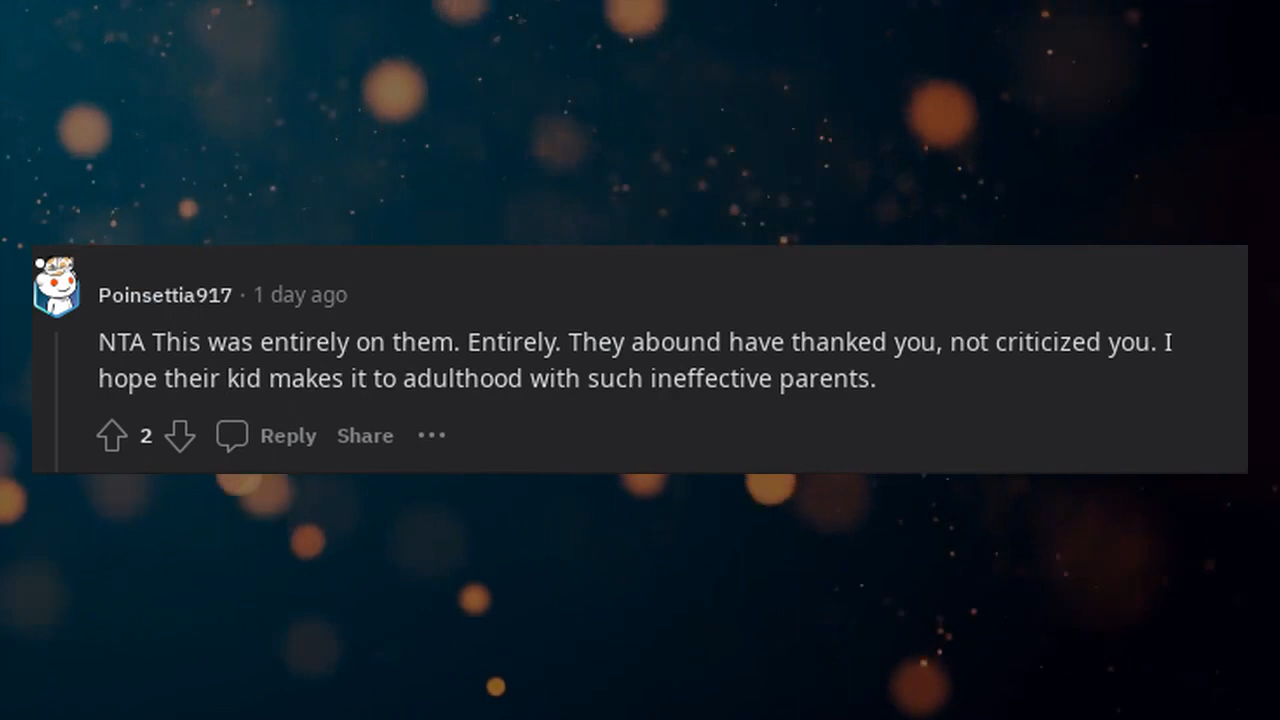 Poinsettia917 · 1 day ago
NTA This was entirely on them. Entirely. They abound have thanked you, not criticized you. I
hope their kid makes it to adulthood with such ineffective parents.
2 Reply Share ···